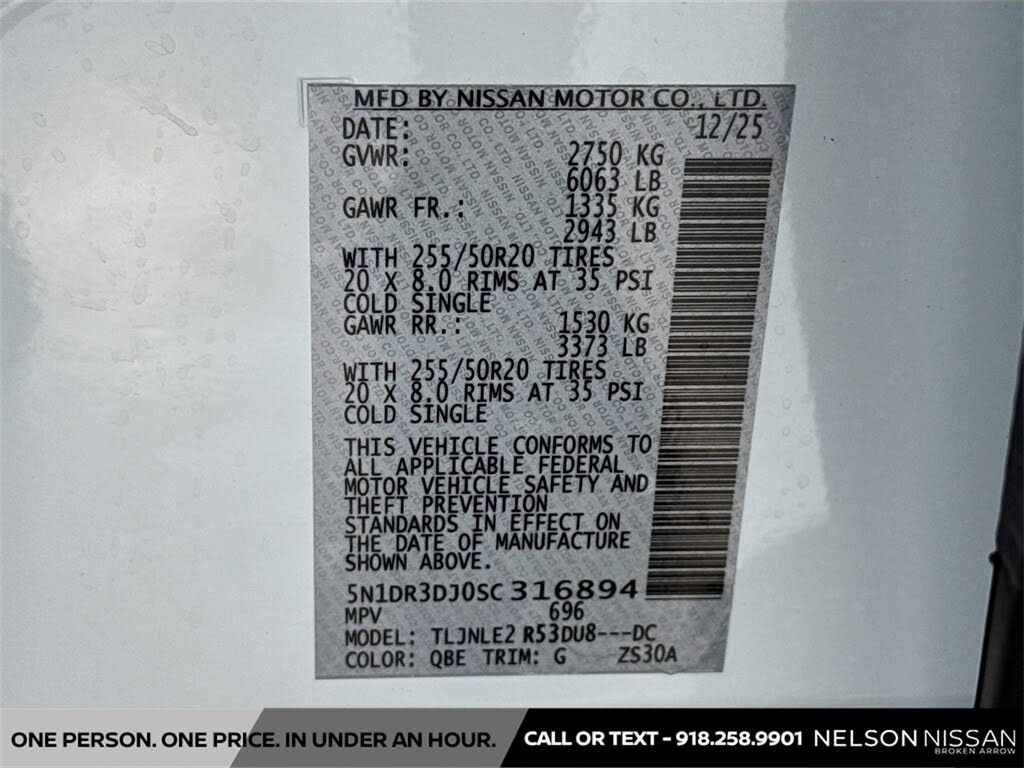 MFD BY NISSAN MOTOR CO., LTD.
DATE: 12/25
GVWR: 2750 KG
6063 LB
GAWR FR.: 1335 KG
2943 LB
WITH 255/50R20 TIRES
20 X 8.0 RIMS AT 35 PSI
COLD SINGLE
GAWR RR.: 1530 KG
3373 LB
WITH 255/50R20 TIRES
20 X 8.0 RIMS AT 35 PSI
COLD SINGLE
THIS VEHICLE CONFORMS TO
ALL APPLICABLE FEDERAL
MOTOR VEHICLE SAFETY AND
THEFT PREVENTION
STANDARDS IN EFFECT ON
THE DATE OF MANUFACTURE
SHOWN ABOVE.
5N1DR3DJ0SC 316894
MPV 696
MODEL: TLJNLE2 R53DU8---DC
COLOR: QBE TRIM: G ZS30A
ONE PERSON. ONE PRICE. IN UNDER AN HOUR.
CALL OR TEXT - 918.258.9901
NELSON NISSAN
BROKEN ARROW